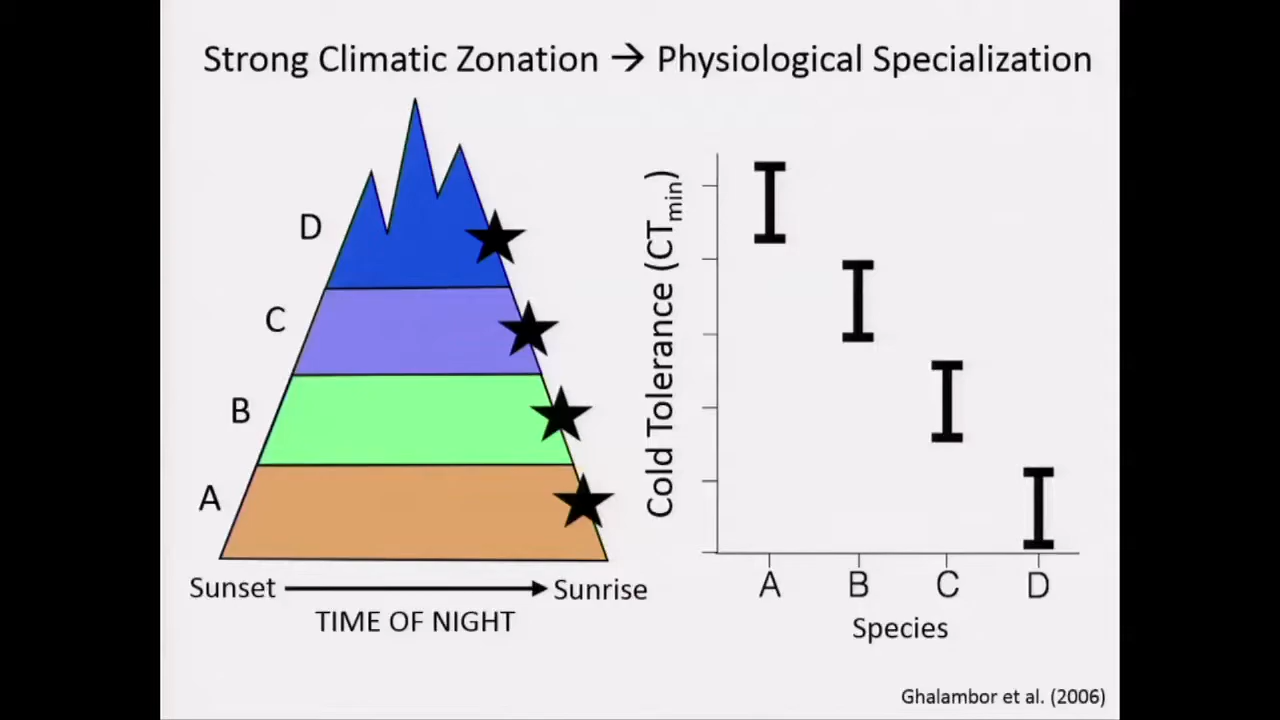 Strong Climatic Zonation → Physiological Specialization
D
C
B
A
Sunset
Sunrise
TIME OF NIGHT
Cold Tolerance (CTmin)
A B C D
Species
Ghalambor et al. (2006)